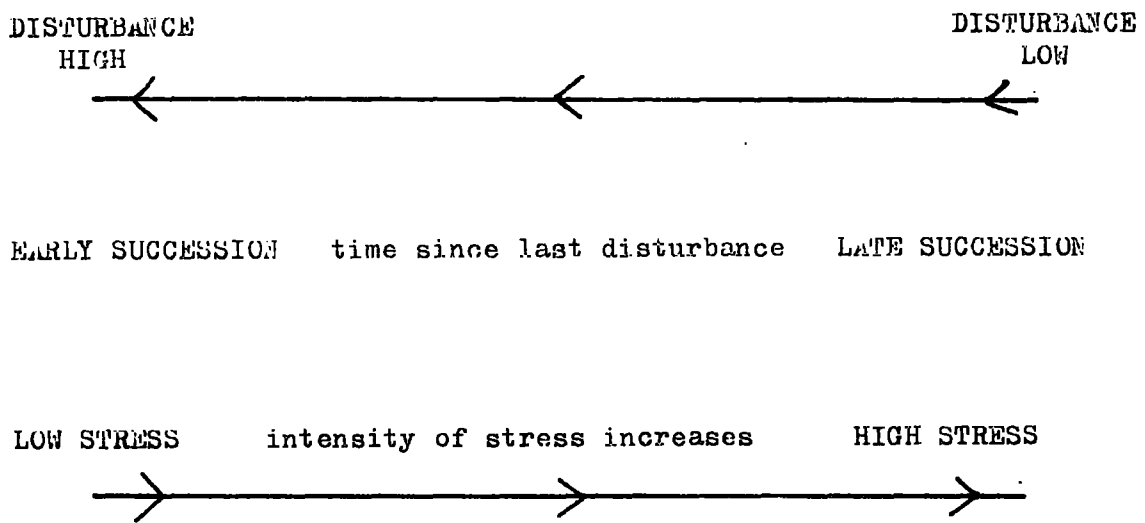 DISTURBANCE
HIGH
DISTURBANCE
LOW
EARLY SUCCESSION time since last disturbance LATE SUCCESSION
LOW STRESS intensity of stress increases HIGH STRESS